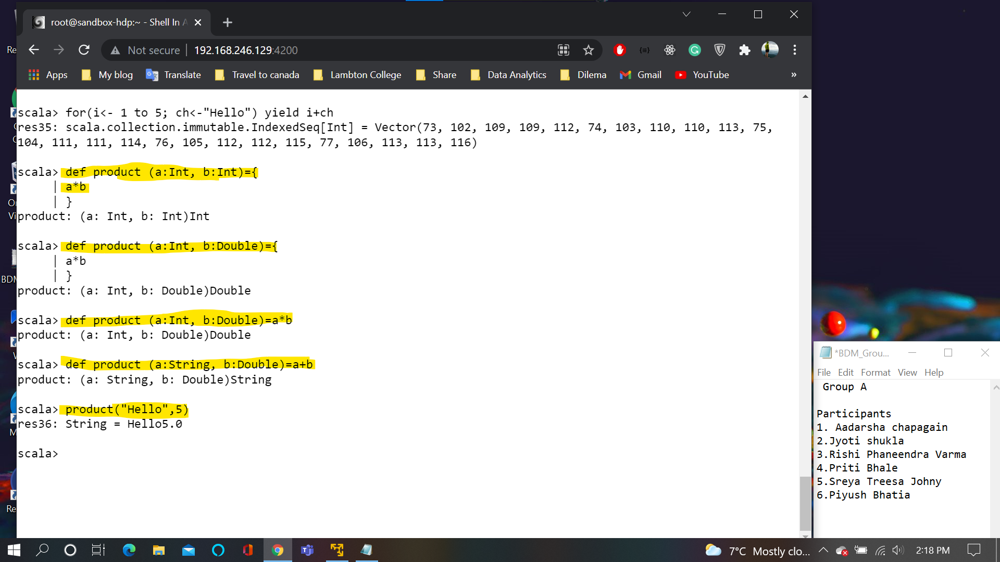 root@sandbox-hdp:~ - Shell In A
Not secure 192.168.246.129:4200
Apps My blog Translate Travel to canada Lambton College Share Data Analytics Dilema Gmail YouTube »
scala> for(i<- 1 to 5; ch<-"Hello") yield i+ch
res35: scala.collection.immutable.IndexedSeq[Int] = Vector(73, 102, 109, 109, 112, 74, 103, 110, 110, 113, 75,
104, 111, 111, 114, 76, 105, 112, 112, 115, 77, 106, 113, 113, 116)
scala> def product (a:Int, b:Int)={
| a*b
| }
product: (a: Int, b: Int)Int
scala> def product (a:Int, b:Double)={
| a*b
| }
product: (a: Int, b: Double)Double
scala> def product (a:Int, b:Double)=a*b
product: (a: Int, b: Double)Double
scala> def product (a:String, b:Double)=a+b
product: (a: String, b: Double)String
scala> product("Hello",5)
res36: String = Hello5.0
scala>
Re
BDM
Re
*BDM_Grou...
File Edit Format View Help
Group A
Participants
1. Aadarsha chapagain
2.Jyoti shukla
3.Rishi Phaneendra Varma
4.Priti Bhale
5.Sreya Treesa Johny
6.Piyush Bhatia
7°C Mostly clo... 2:18 PM